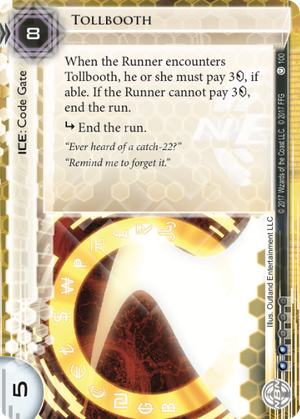 TOLLBOOTH
8
ICE: Code Gate
When the Runner encounters
Tollbooth, he or she must pay 3, if
able. If the Runner cannot pay 3,
end the run.
↳ End the run.
“Ever heard of a catch-22?”
“Remind me to forget it.”
100
© 2017 Wizards of the Coast LLC. © 2017 FFG
Illus. Outland Entertainment LLC
5